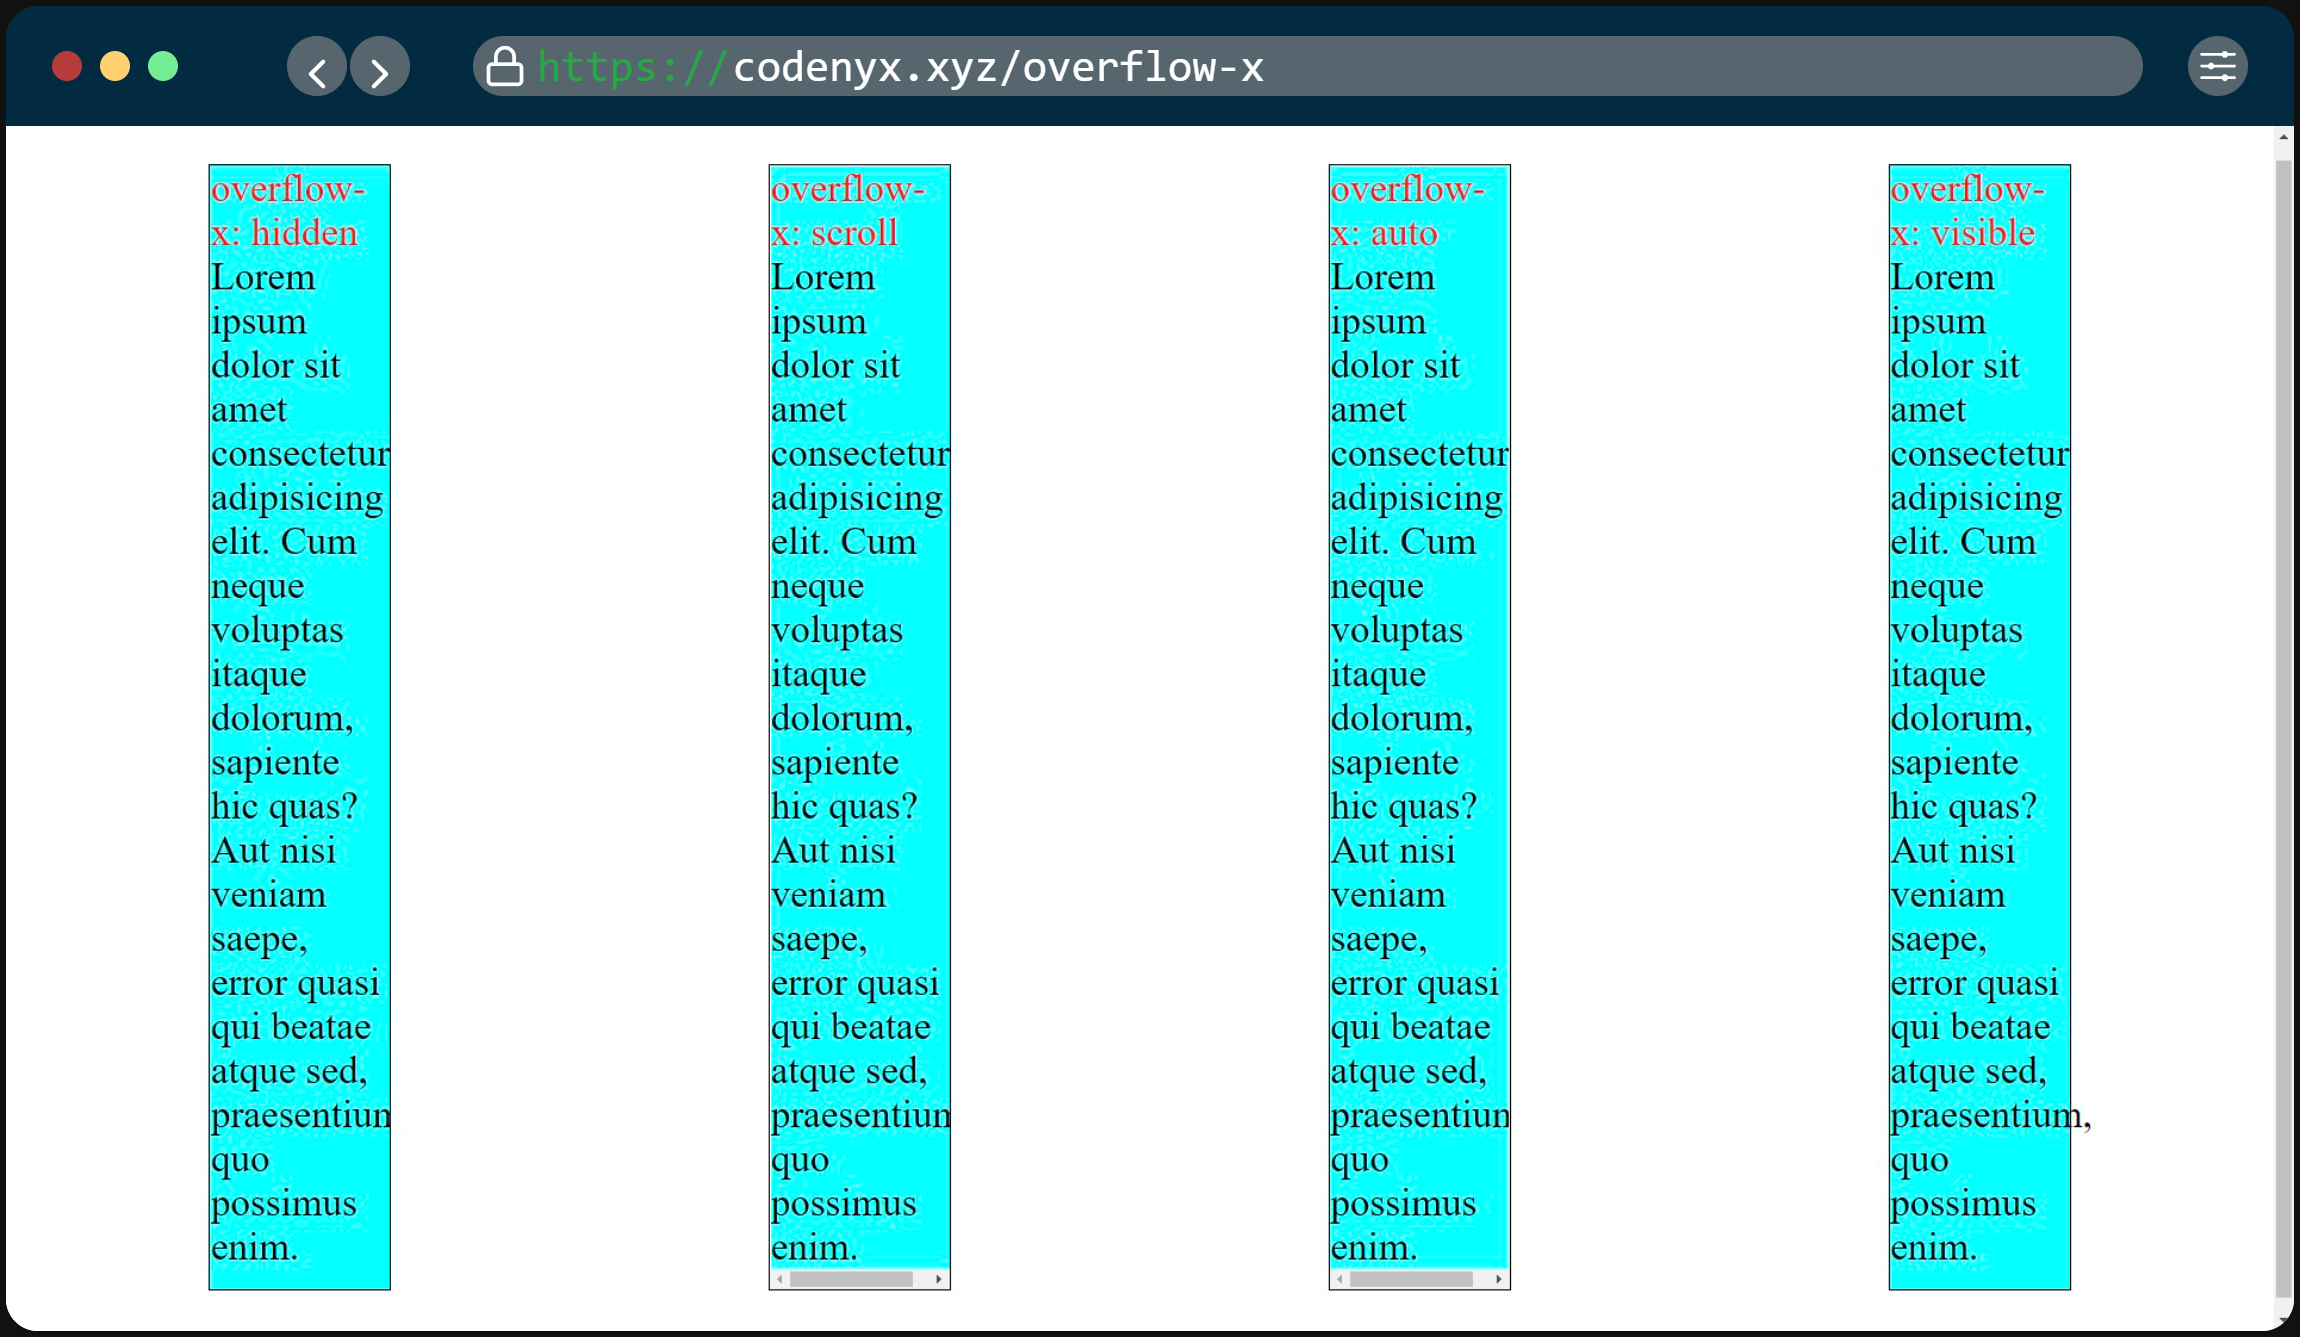 https://codenyx.xyz/overflow-x
overflow-
x: hidden
Lorem
ipsum
dolor sit
amet
consectetur
adipisicing
elit. Cum
neque
voluptas
itaque
dolorum,
sapiente
hic quas?
Aut nisi
veniam
saepe,
error quasi
qui beatae
atque sed,
praesentium
quo
possimus
enim.
overflow-
x: scroll
Lorem
ipsum
dolor sit
amet
consectetur
adipisicing
elit. Cum
neque
voluptas
itaque
dolorum,
sapiente
hic quas?
Aut nisi
veniam
saepe,
error quasi
qui beatae
atque sed,
praesentium
quo
possimus
enim.
overflow-
x: auto
Lorem
ipsum
dolor sit
amet
consectetur
adipisicing
elit. Cum
neque
voluptas
itaque
dolorum,
sapiente
hic quas?
Aut nisi
veniam
saepe,
error quasi
qui beatae
atque sed,
praesentium
quo
possimus
enim.
overflow-
x: visible
Lorem
ipsum
dolor sit
amet
consectetur
adipisicing
elit. Cum
neque
voluptas
itaque
dolorum,
sapiente
hic quas?
Aut nisi
veniam
saepe,
error quasi
qui beatae
atque sed,
praesentium,
quo
possimus
enim.